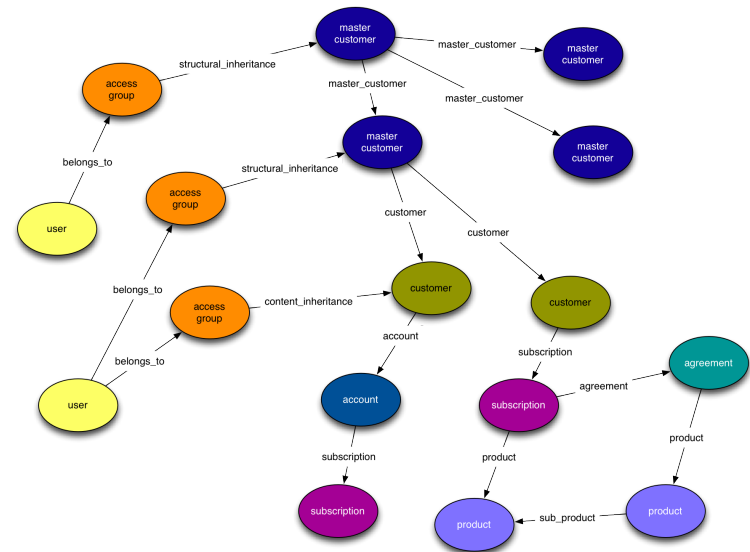 master
customer
master_customer
master
customer
structural_inheritance
access
group
master_customer
master_customer
master
customer
master
customer
belongs_to
structural_inheritance
access
group
user
customer
customer
belongs_to
customer
customer
content_inheritance
access
group
account
subscription
belongs_to
agreement
agreement
user
account
subscription
product
subscription
product
subscription
product
sub_product
product